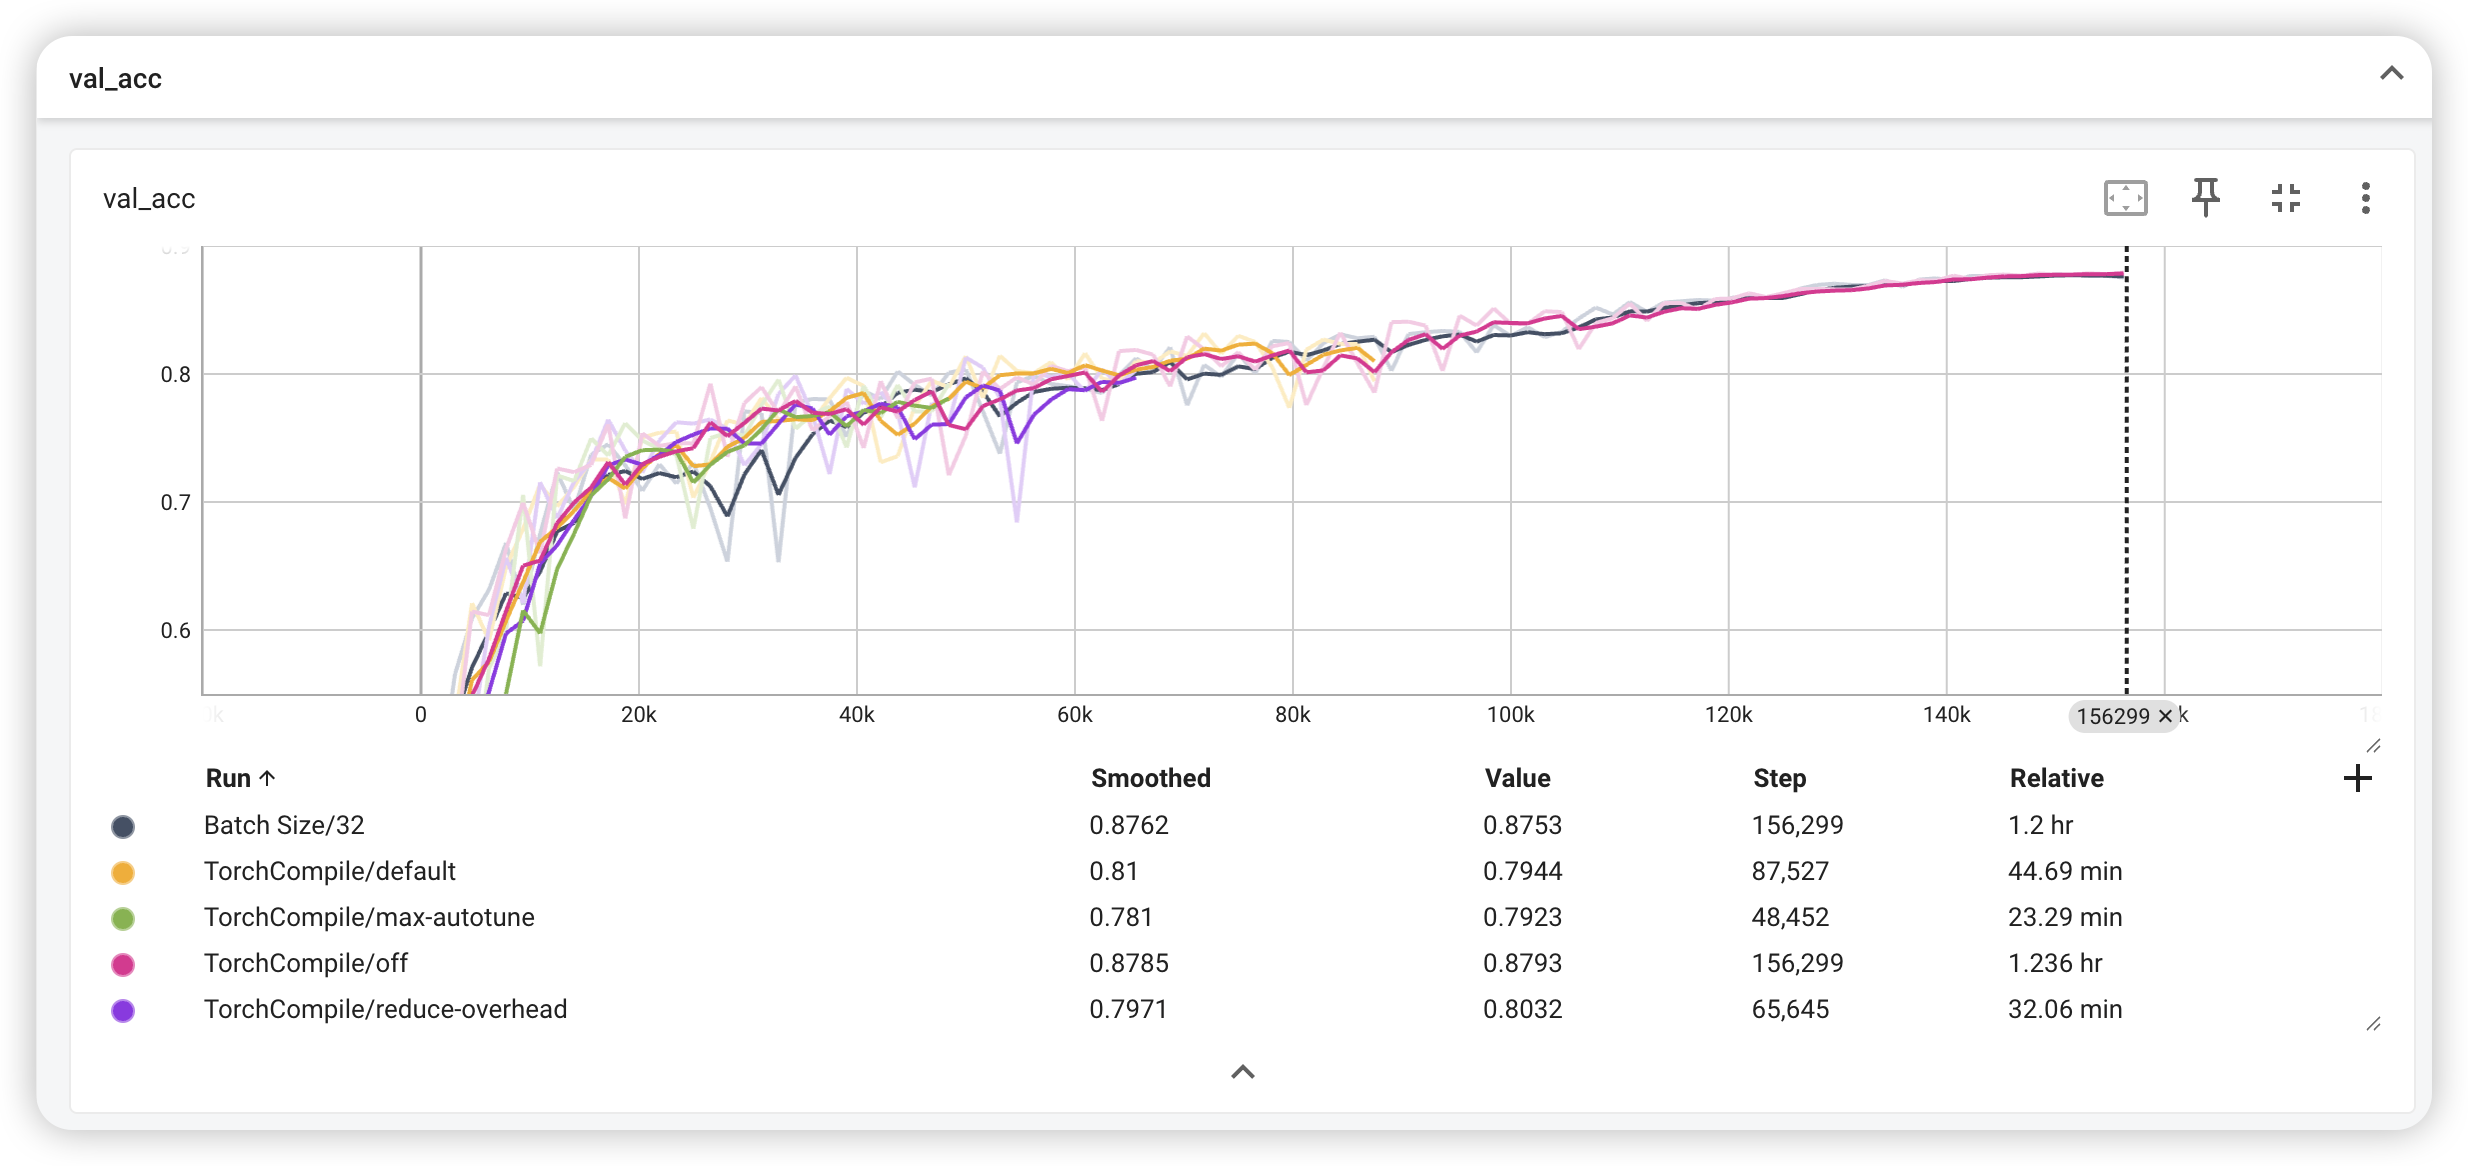 val_acc
val_acc
0.9
0.8
0.7
0.6
0 20k 40k 60k 80k 100k 120k 140k 156299 ✕ k
Run ↑ Smoothed Value Step Relative
Batch Size/32 0.8762 0.8753 156,299 1.2 hr
TorchCompile/default 0.81 0.7944 87,527 44.69 min
TorchCompile/max-autotune 0.781 0.7923 48,452 23.29 min
TorchCompile/off 0.8785 0.8793 156,299 1.236 hr
TorchCompile/reduce-overhead 0.7971 0.8032 65,645 32.06 min